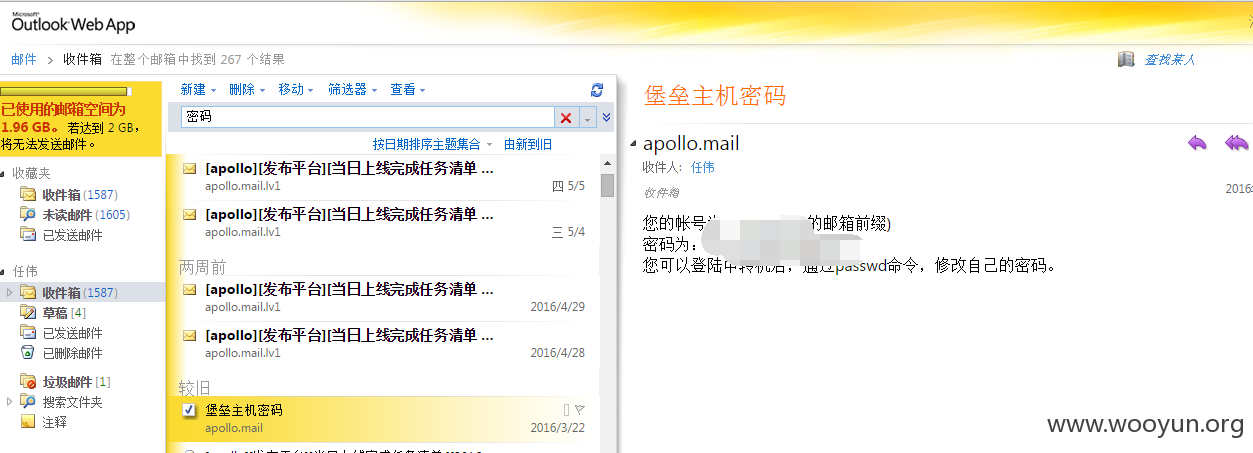 Microsoft®
Outlook Web App
邮件 > 收件箱 在整个邮箱中找到 267 个结果
查找某人
已使用的邮箱空间为
1.96 GB。 若达到 2 GB，
将无法发送邮件。
收藏夹
收件箱 (1587)
未读邮件 (1605)
已发送邮件
任伟
收件箱 (1587)
草稿 [4]
已发送邮件
已删除邮件
垃圾邮件 [1]
搜索文件夹
注释
新建 删除 移动 筛选器 查看
密码
按日期排序主题集合 由新到旧
[apollo][发布平台][当日上线完成任务清单 ...
apollo.mail.lv1 四 5/5
[apollo][发布平台][当日上线完成任务清单 ...
apollo.mail.lv1 三 5/4
两周前
[apollo][发布平台][当日上线完成任务清单 ...
apollo.mail.lv1 2016/4/29
[apollo][发布平台][当日上线完成任务清单 ...
apollo.mail.lv1 2016/4/28
较旧
堡垒主机密码
apollo.mail 2016/3/22
堡垒主机密码
apollo.mail
收件人: 任伟
收件箱
2016
您的帐号 的邮箱前缀)
密码为：
您可以登陆中转机后，通过passwd命令，修改自己的密码。
www.wooyun.org